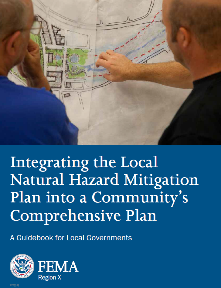 Integrating the Local
Natural Hazard Mitigation
Plan into a Community's
Comprehensive Plan
A Guidebook for Local Governments
FEMA
Region X